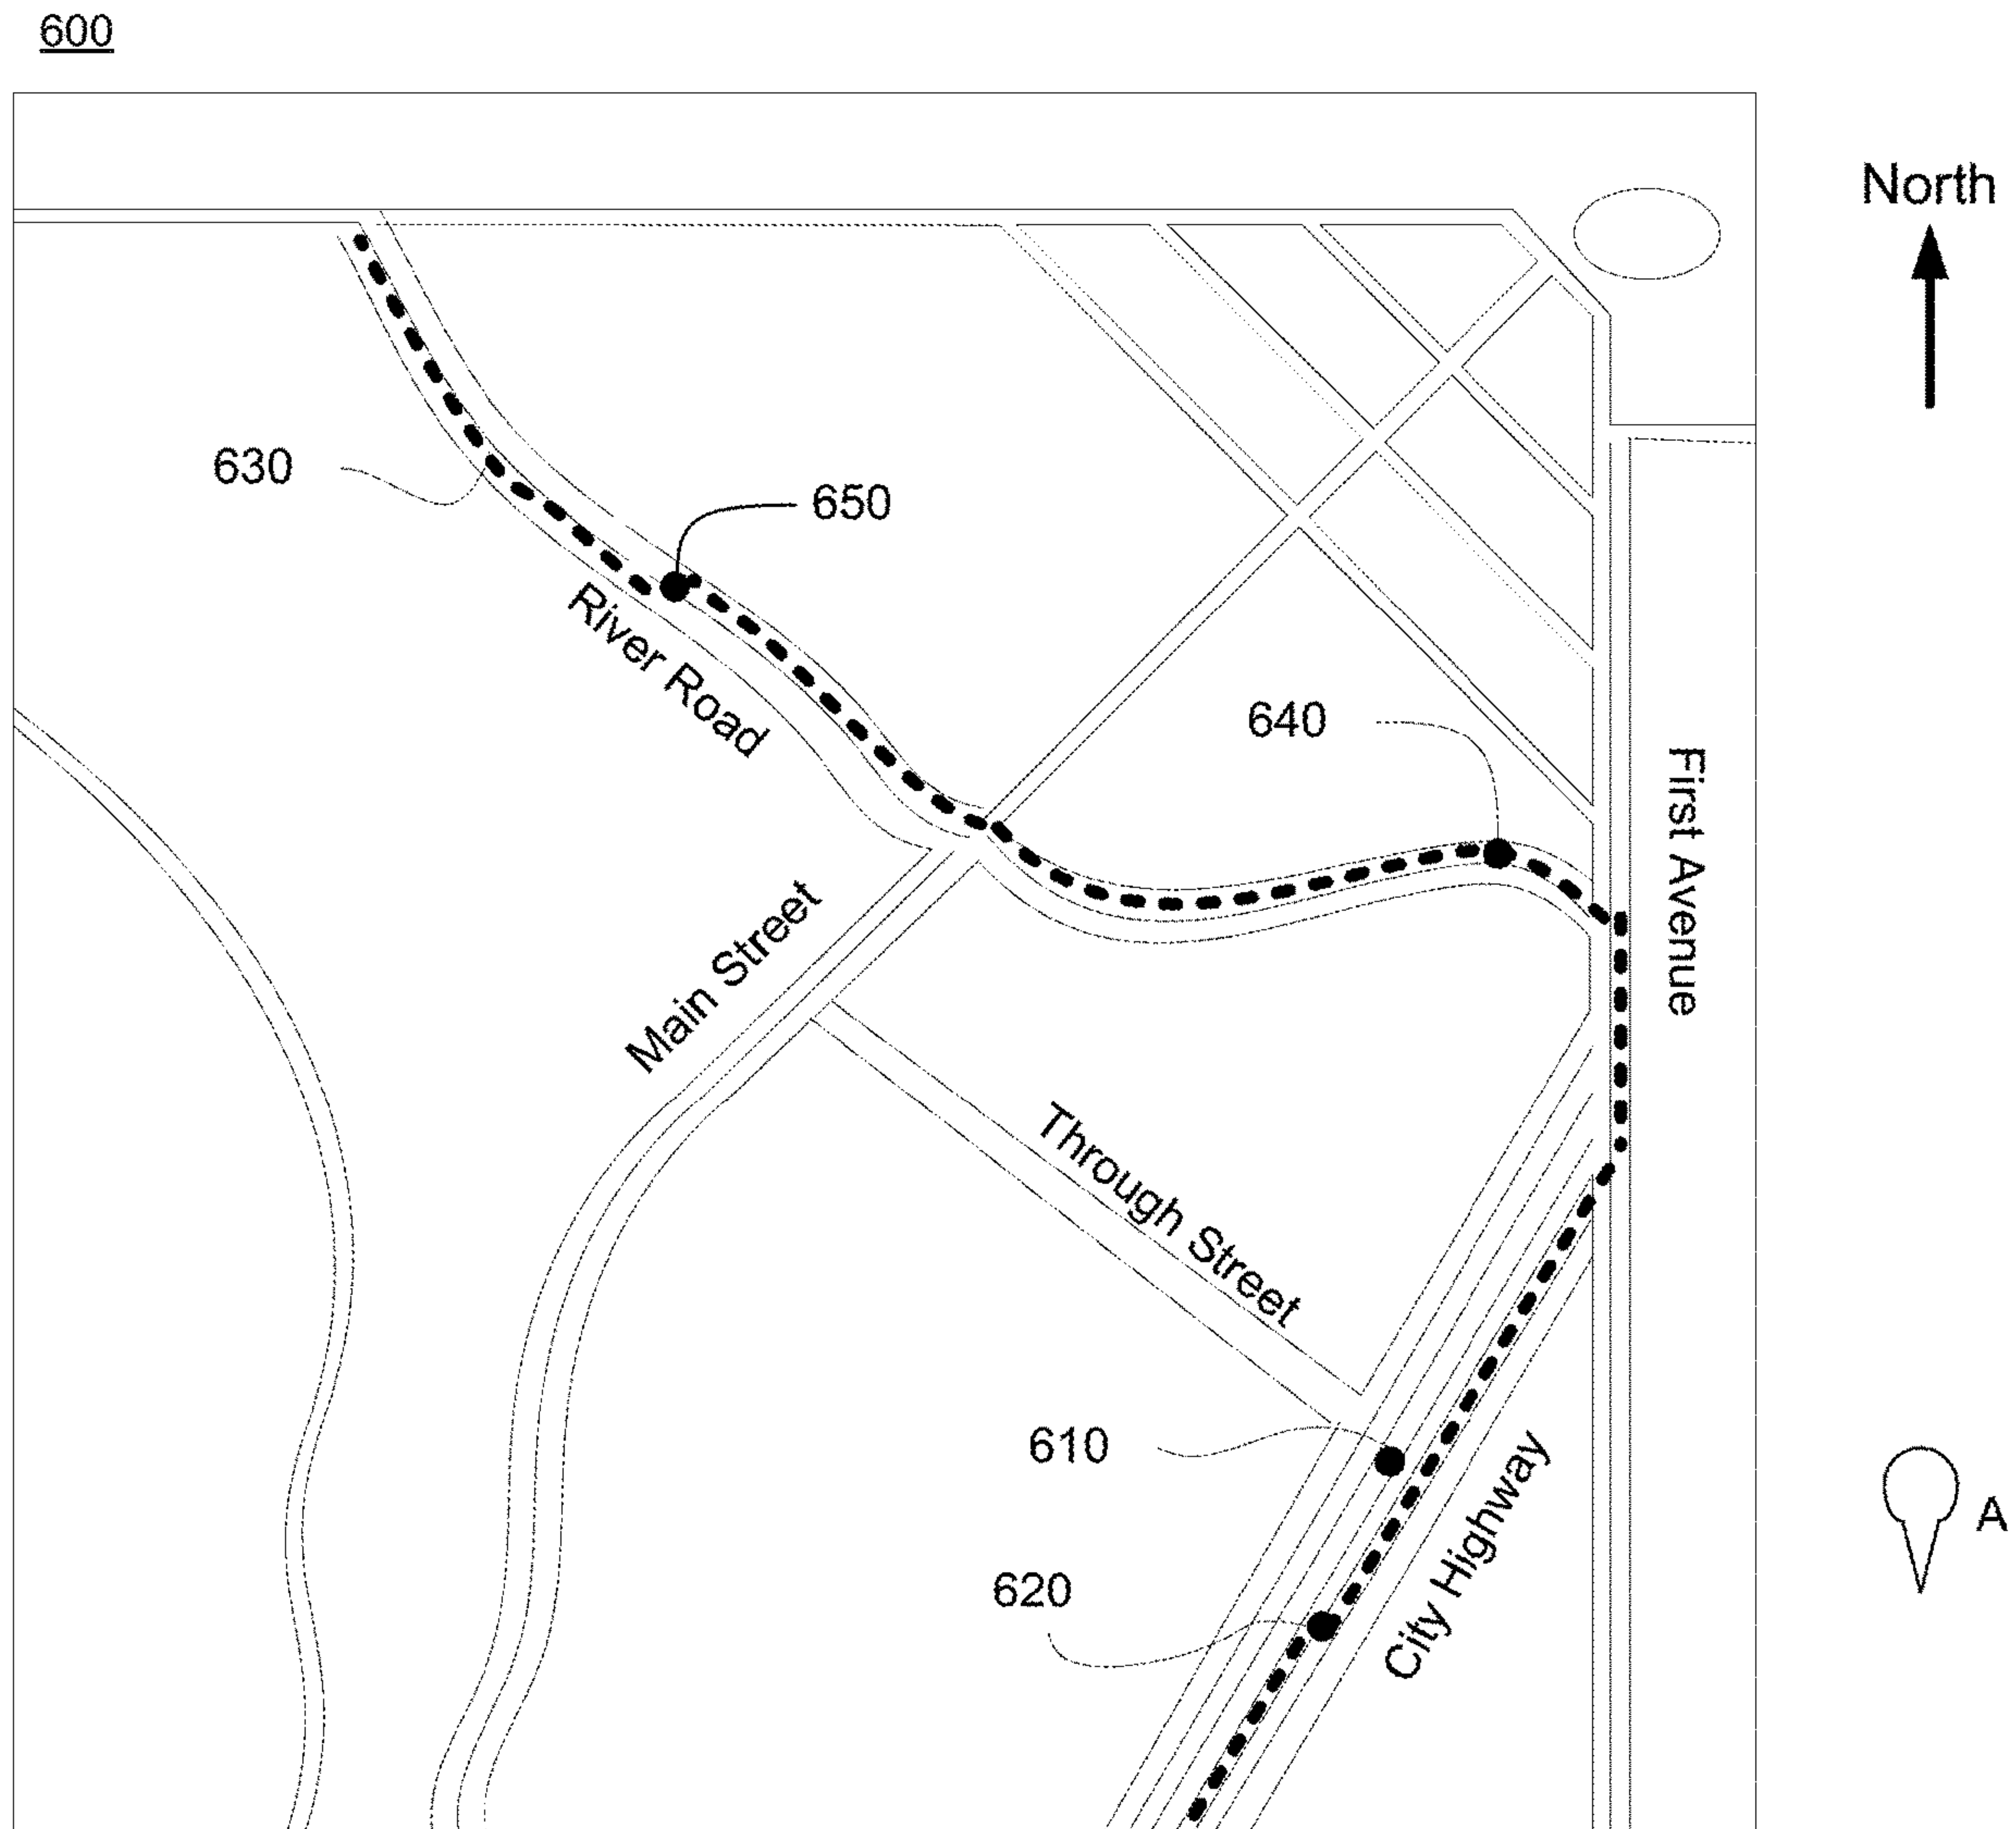 600
North
630
650
River Road
640
First Avenue
Main Street
Through Street
610
City Highway
A
620